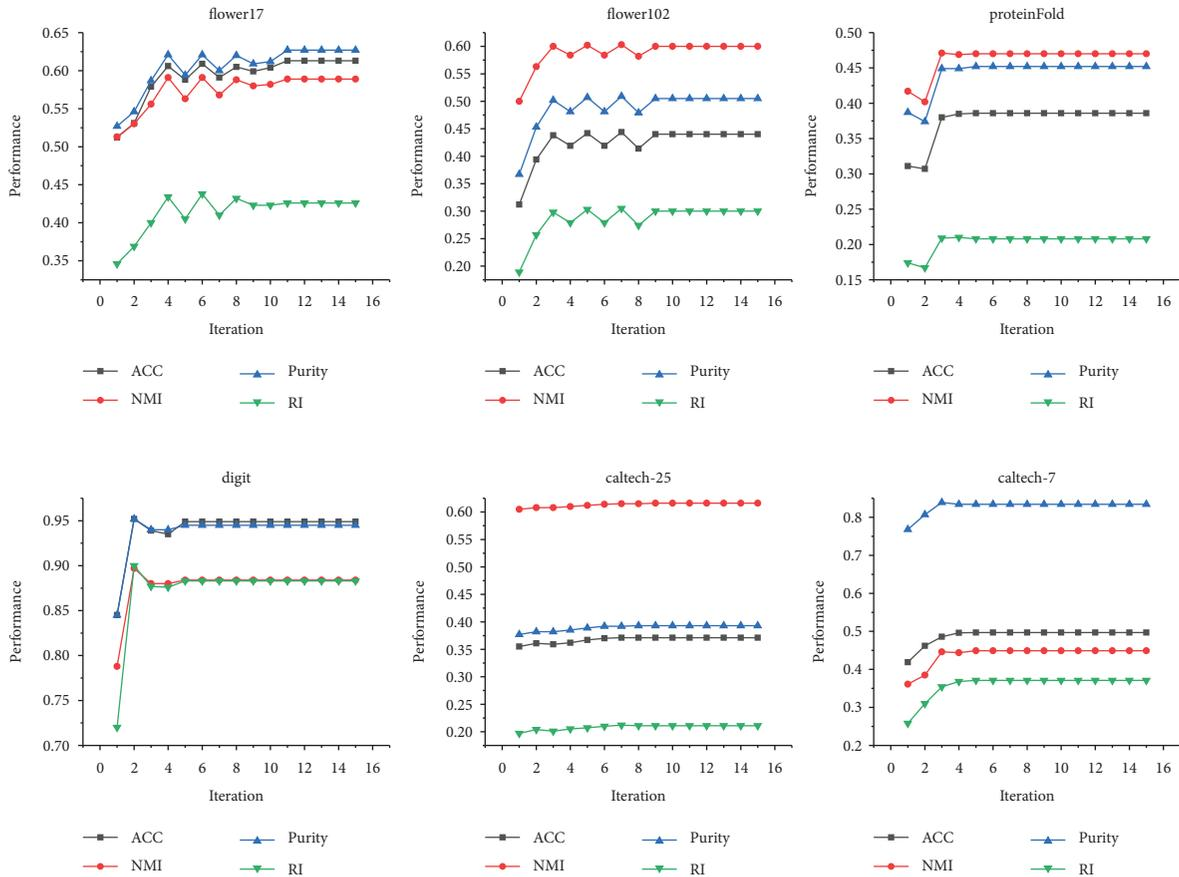 flower17
0.65
0.60
0.55
0.50
0.45
0.40
0.35
Performance
0 2 4 6 8 10 12 14 16
Iteration
ACC Purity
NMI RI
flower102
0.60
0.55
0.50
0.45
0.40
0.35
0.30
0.25
0.20
Performance
0 2 4 6 8 10 12 14 16
Iteration
ACC Purity
NMI RI
proteinFold
0.50
0.45
0.40
0.35
0.30
0.25
0.20
0.15
Performance
0 2 4 6 8 10 12 14 16
Iteration
ACC Purity
NMI RI
digit
0.95
0.90
0.85
0.80
0.75
0.70
Performance
0 2 4 6 8 10 12 14 16
Iteration
ACC Purity
NMI RI
caltech-25
0.60
0.55
0.50
0.45
0.40
0.35
0.30
0.25
0.20
Performance
0 2 4 6 8 10 12 14 16
Iteration
ACC Purity
NMI RI
caltech-7
0.8
0.7
0.6
0.5
0.4
0.3
0.2
Performance
0 2 4 6 8 10 12 14 16
Iteration
ACC Purity
NMI RI